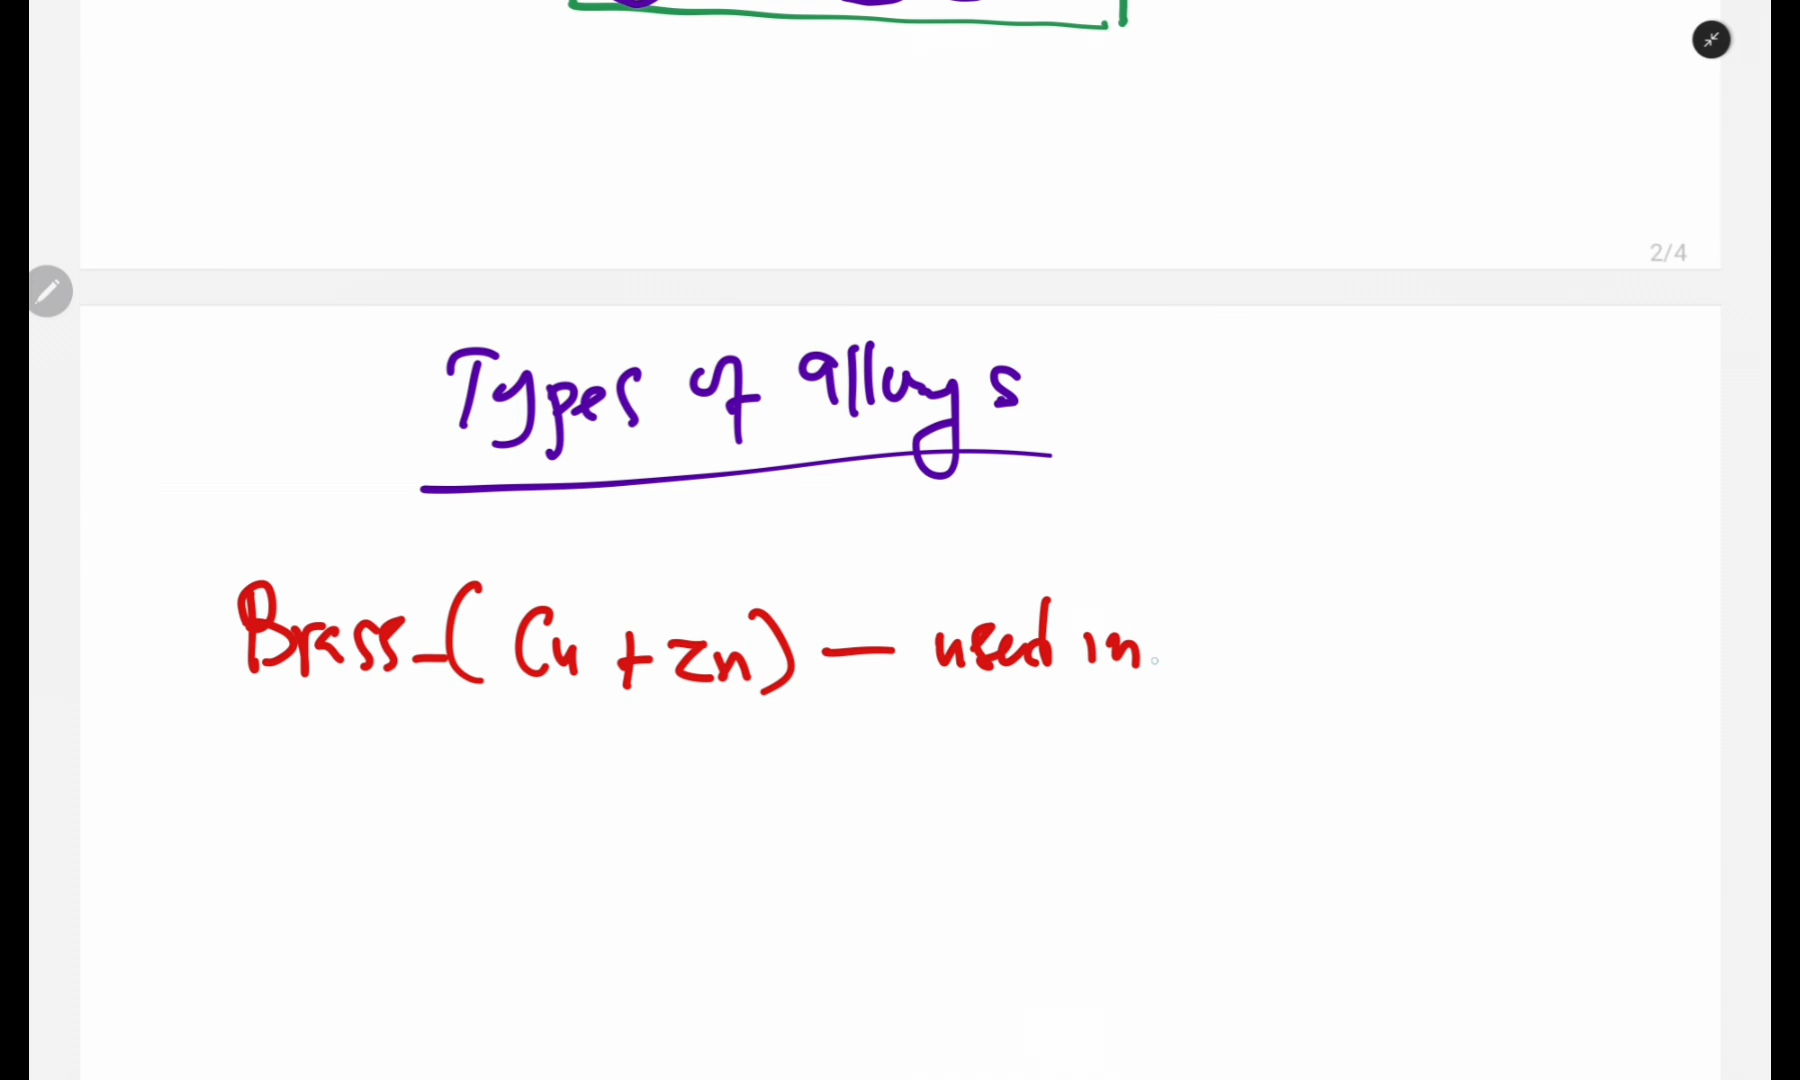 2/4
Types of alloys
Brass - (Cu + Zn) — used in